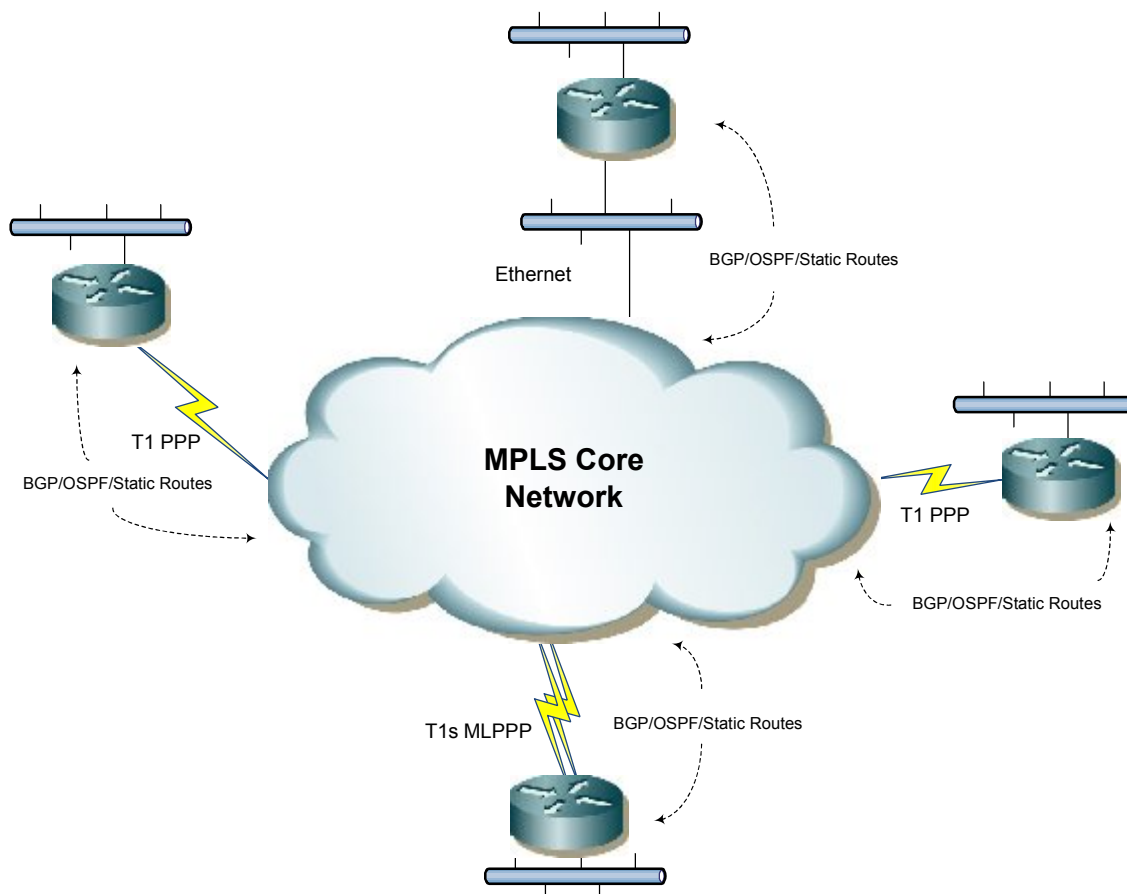 BGP/OSPF/Static Routes
Ethernet
T1 PPP
BGP/OSPF/Static Routes
MPLS Core
Network
T1 PPP
BGP/OSPF/Static Routes
T1s MLPPP
BGP/OSPF/Static Routes